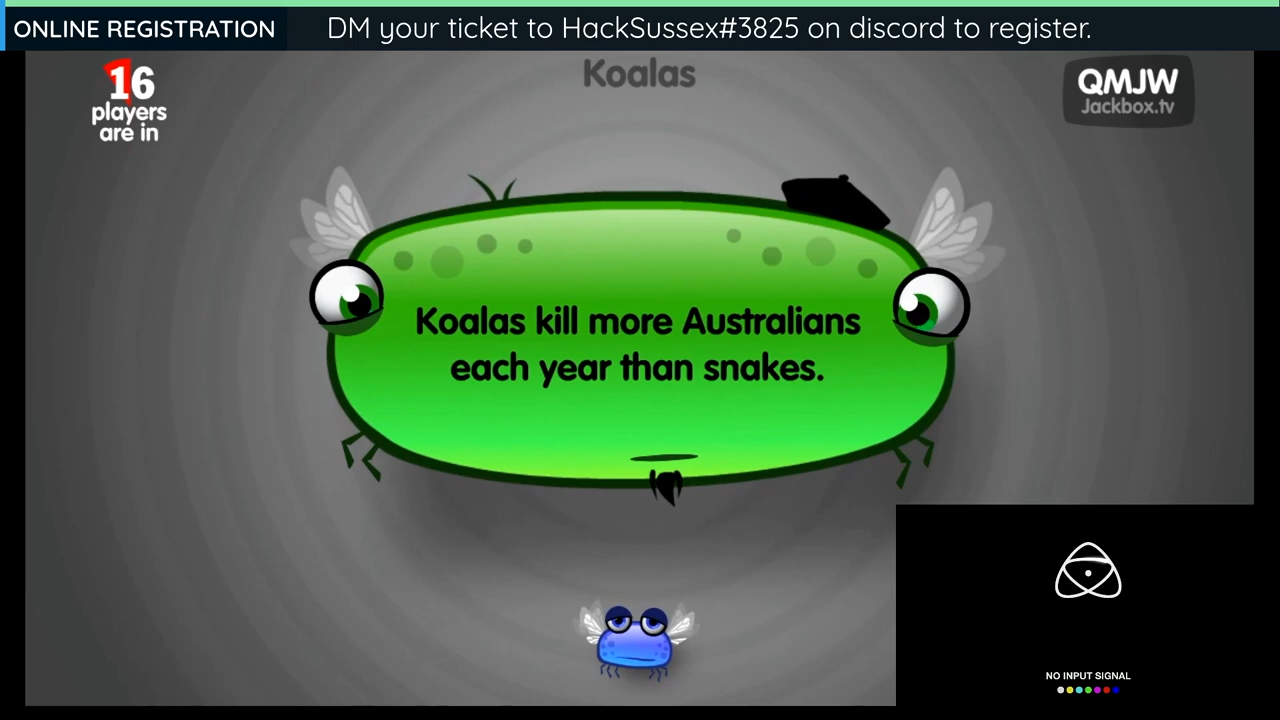 ONLINE REGISTRATION
DM your ticket to HackSussex#3825 on discord to register.
16
players
are in
Koalas
QMJW
Jackbox.tv
Koalas kill more Australians
each year than snakes.
NO INPUT SIGNAL